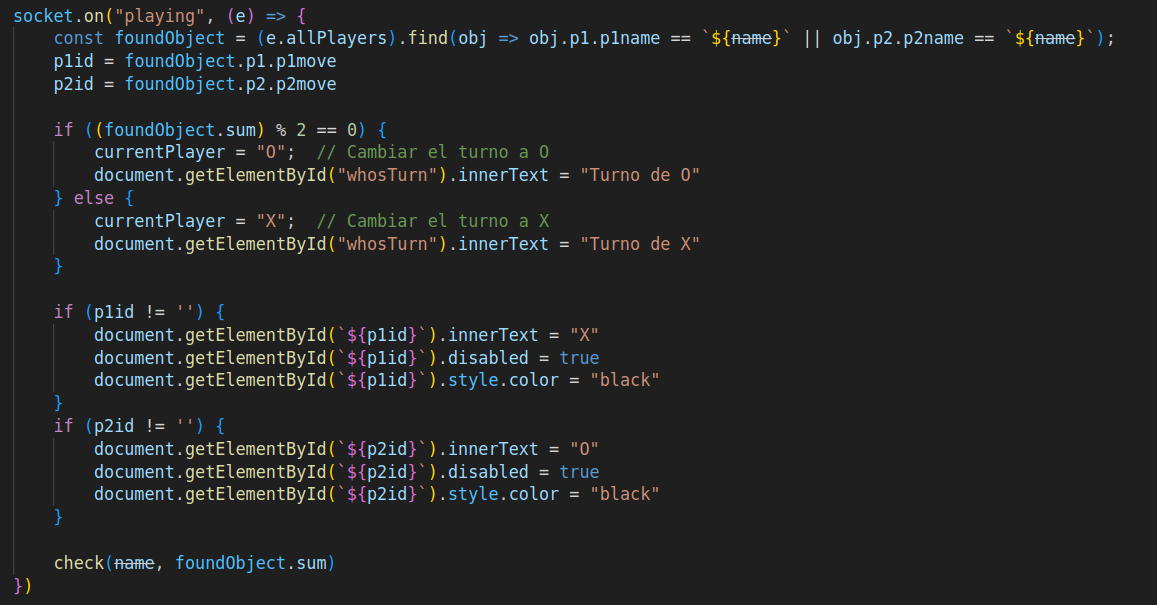 socket.on("playing", (e) => {
    const foundObject = (e.allPlayers).find(obj => obj.p1.p1name == `${name}` || obj.p2.p2name == `${name}`);
    p1id = foundObject.p1.p1move
    p2id = foundObject.p2.p2move

    if ((foundObject.sum) % 2 == 0) {
        currentPlayer = "O";  // Cambiar el turno a O
        document.getElementById("whosTurn").innerText = "Turno de O"
    } else {
        currentPlayer = "X";  // Cambiar el turno a X
        document.getElementById("whosTurn").innerText = "Turno de X"
    }

    if (p1id != '') {
        document.getElementById(`${p1id}`).innerText = "X"
        document.getElementById(`${p1id}`).disabled = true
        document.getElementById(`${p1id}`).style.color = "black"
    }
    if (p2id != '') {
        document.getElementById(`${p2id}`).innerText = "O"
        document.getElementById(`${p2id}`).disabled = true
        document.getElementById(`${p2id}`).style.color = "black"
    }

    check(name, foundObject.sum)
})